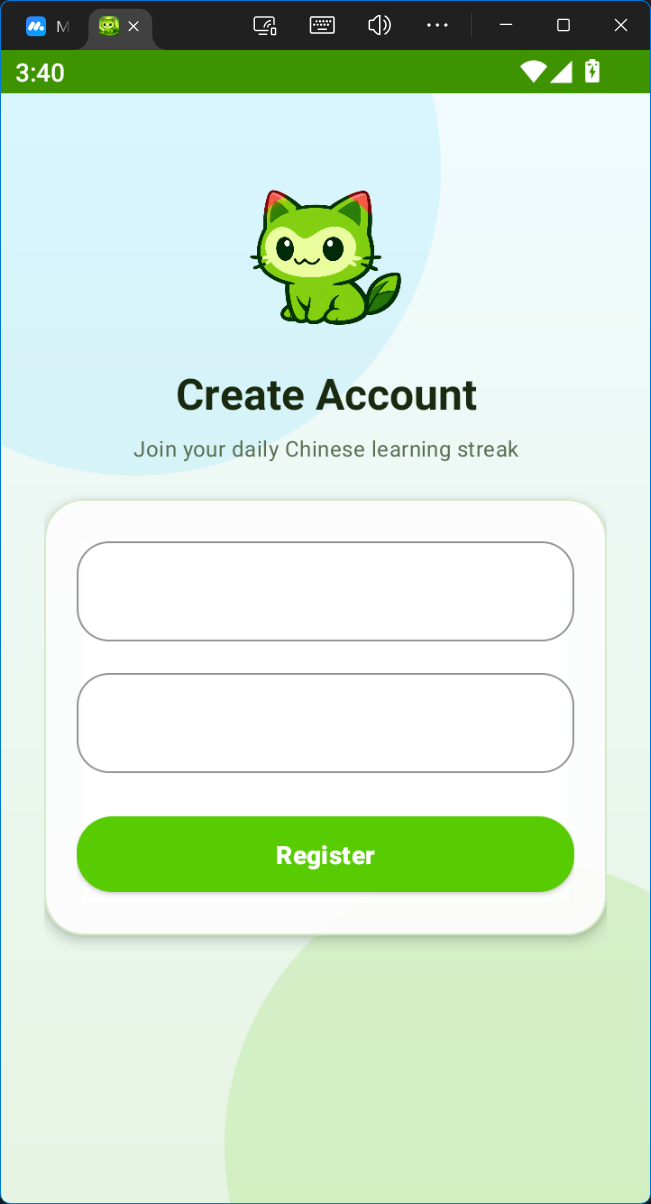 M
3:40
Create Account
Join your daily Chinese learning streak
Register